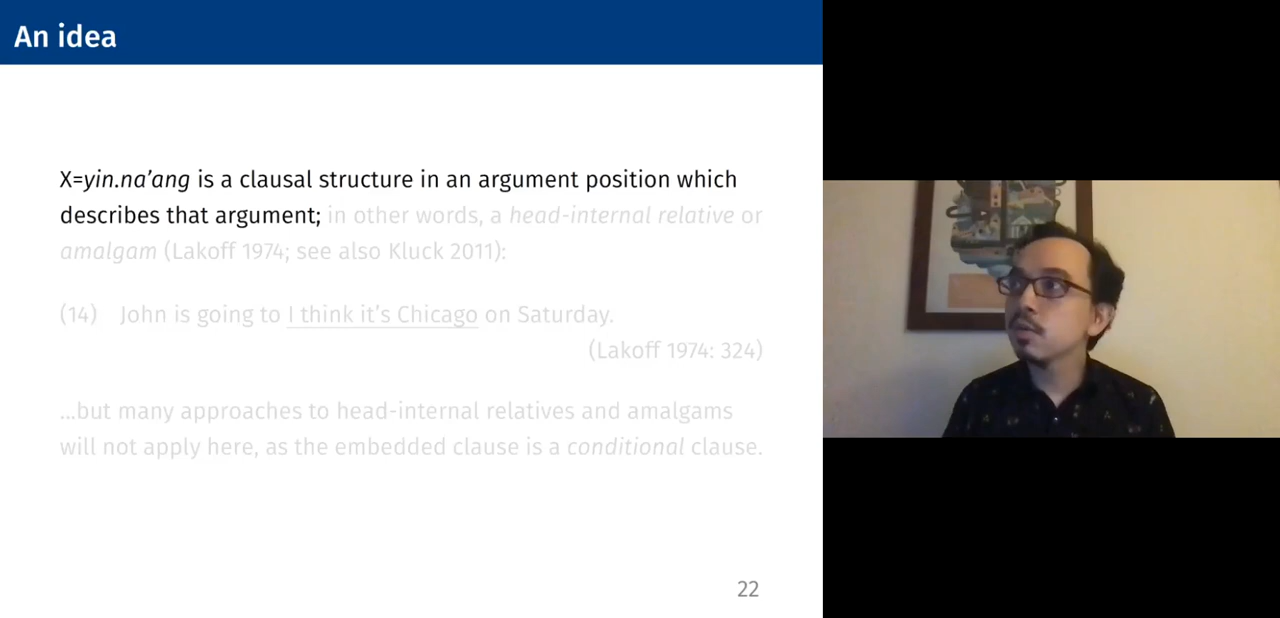 An idea
X=yin.na’ang is a clausal structure in an argument position which
describes that argument; in other words, a head-internal relative or
amalgam (Lakoff 1974; see also Kluck 2011):
(14) John is going to I think it’s Chicago on Saturday.
(Lakoff 1974: 324)
…but many approaches to head-internal relatives and amalgams
will not apply here, as the embedded clause is a conditional clause.
22